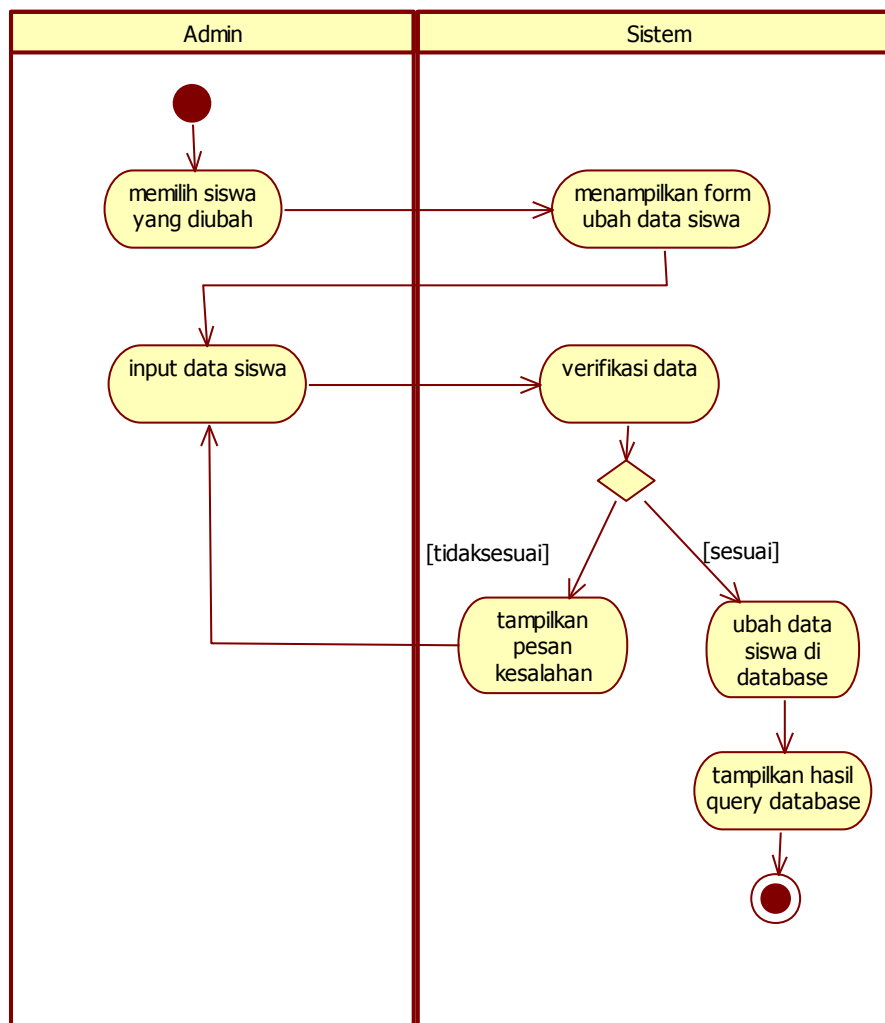 Admin
Sistem
memilih siswa
yang diubah
menampilkan form
ubah data siswa
input data siswa
verifikasi data
[tidaksesuai]
[sesuai]
tampilkan
pesan
kesalahan
ubah data
siswa di
database
tampilkan hasil
query database